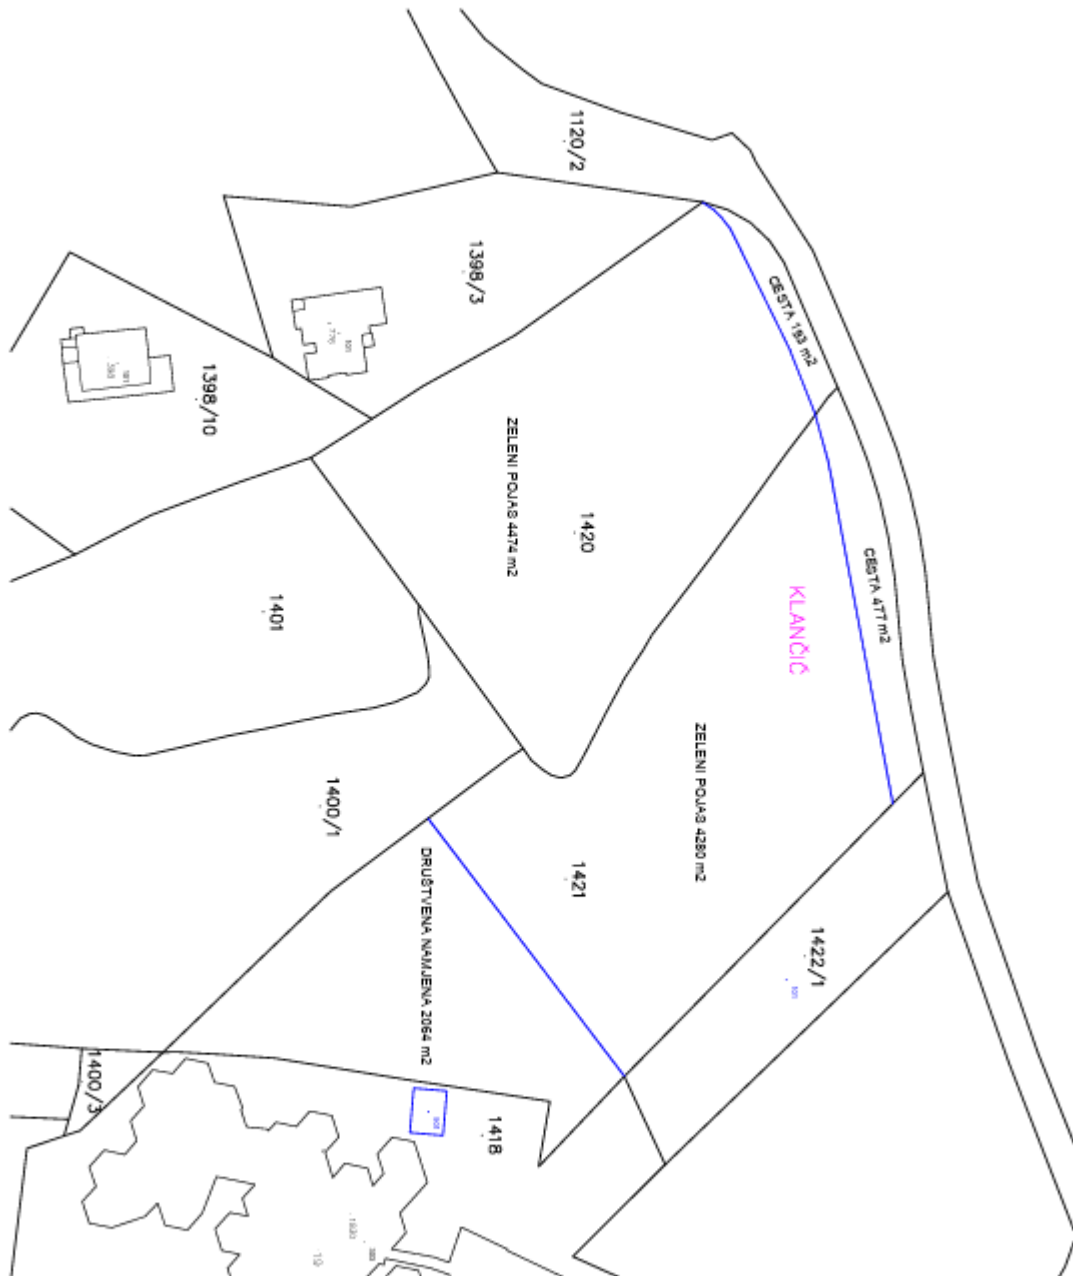 1120/2
1398/3
CESTA 193 m2
1398/10
ZELENI POJAS 4474 m2
1420
CESTA 477 m2
KLANČIĆ
1401
ZELENI POJAS 4280 m2
1400/1
1421
DRUŠTVENA NAMJENA 2064 m2
1422/1
1400/3
1418
19